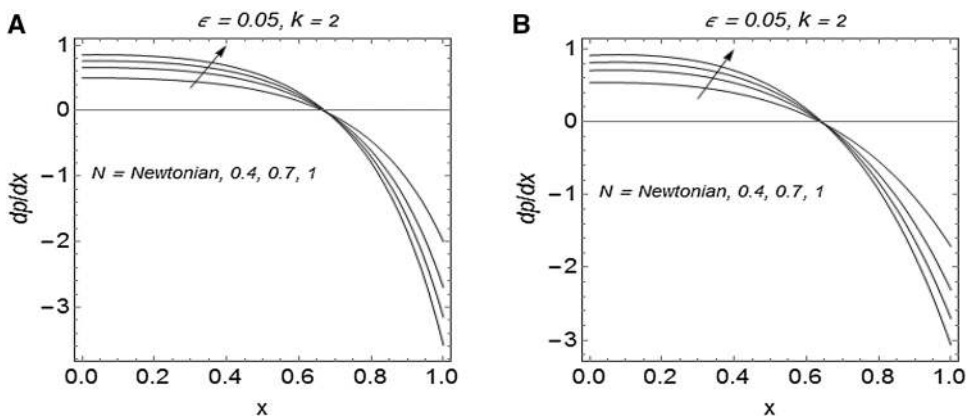 A
ϵ = 0.05, k = 2
1
0
−1
−2
−3
dp/dx
N = Newtonian, 0.4, 0.7, 1
0.0 0.2 0.4 0.6 0.8 1.0
x
B
ϵ = 0.05, k = 2
1
0
−1
−2
−3
dp/dx
N = Newtonian, 0.4, 0.7, 1
0.0 0.2 0.4 0.6 0.8 1.0
x